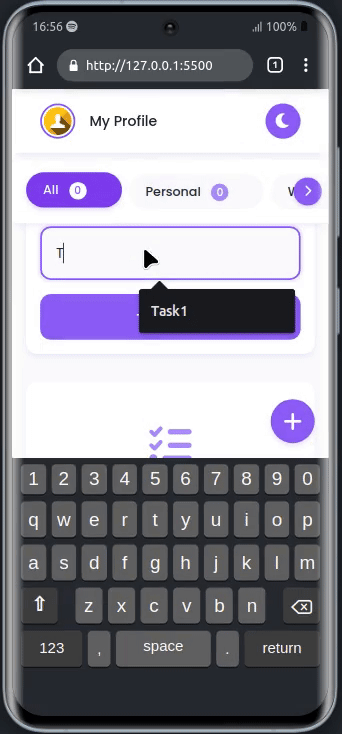 16:56 100%
http://127.0.0.1:5500 1
My Profile
All 0 Personal 0
T
Task1
1 2 3 4 5 6 7 8 9 0
q w e r t y u i o p
a s d f g h j k l m
z x c v b n
123 , space . return